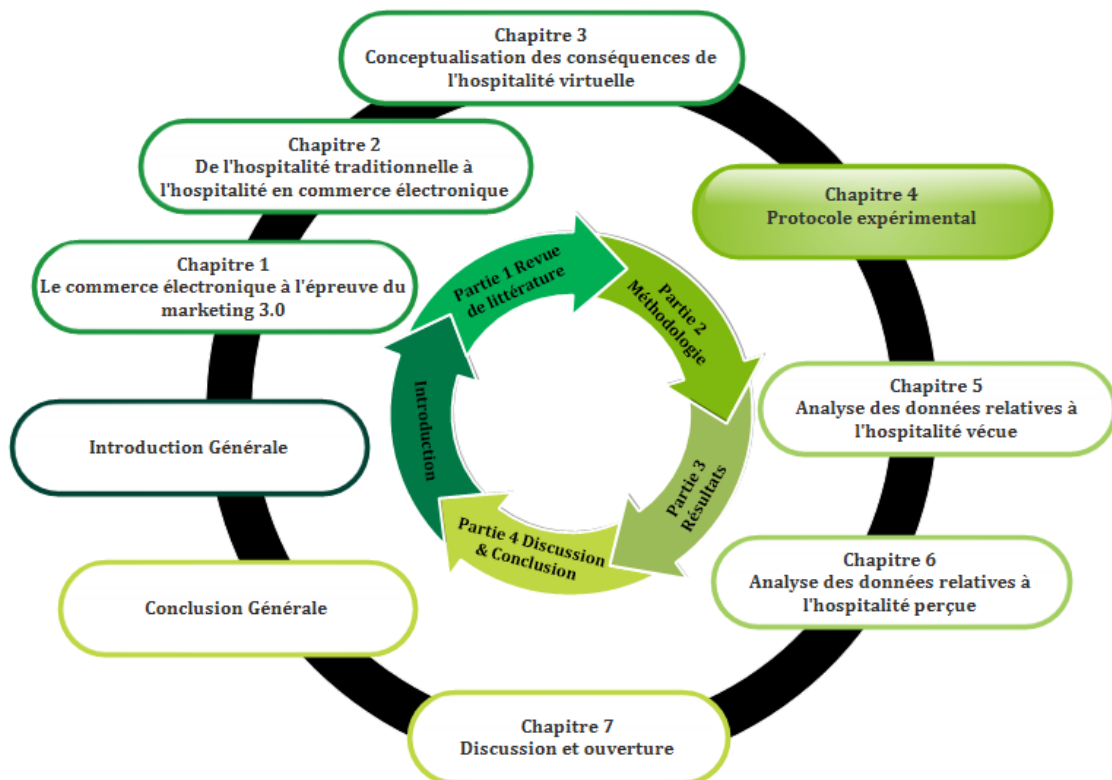 Chapitre 3
Conceptualisation des conséquences de
l'hospitalité virtuelle
Chapitre 2
De l'hospitalité traditionnelle à
l'hospitalité en commerce électronique
Chapitre 4
Protocole expérimental
Chapitre 1
Le commerce électronique à l'épreuve du
marketing 3.0
Partie 1 Revue
de littérature
Partie 2
Méthodologie
Introduction
Partie 3
Résultats
Partie 4 Discussion
& Conclusion
Chapitre 5
Analyse des données relatives à
l'hospitalité vécue
Introduction Générale
Chapitre 6
Analyse des données relatives à
l'hospitalité perçue
Conclusion Générale
Chapitre 7
Discussion et ouverture